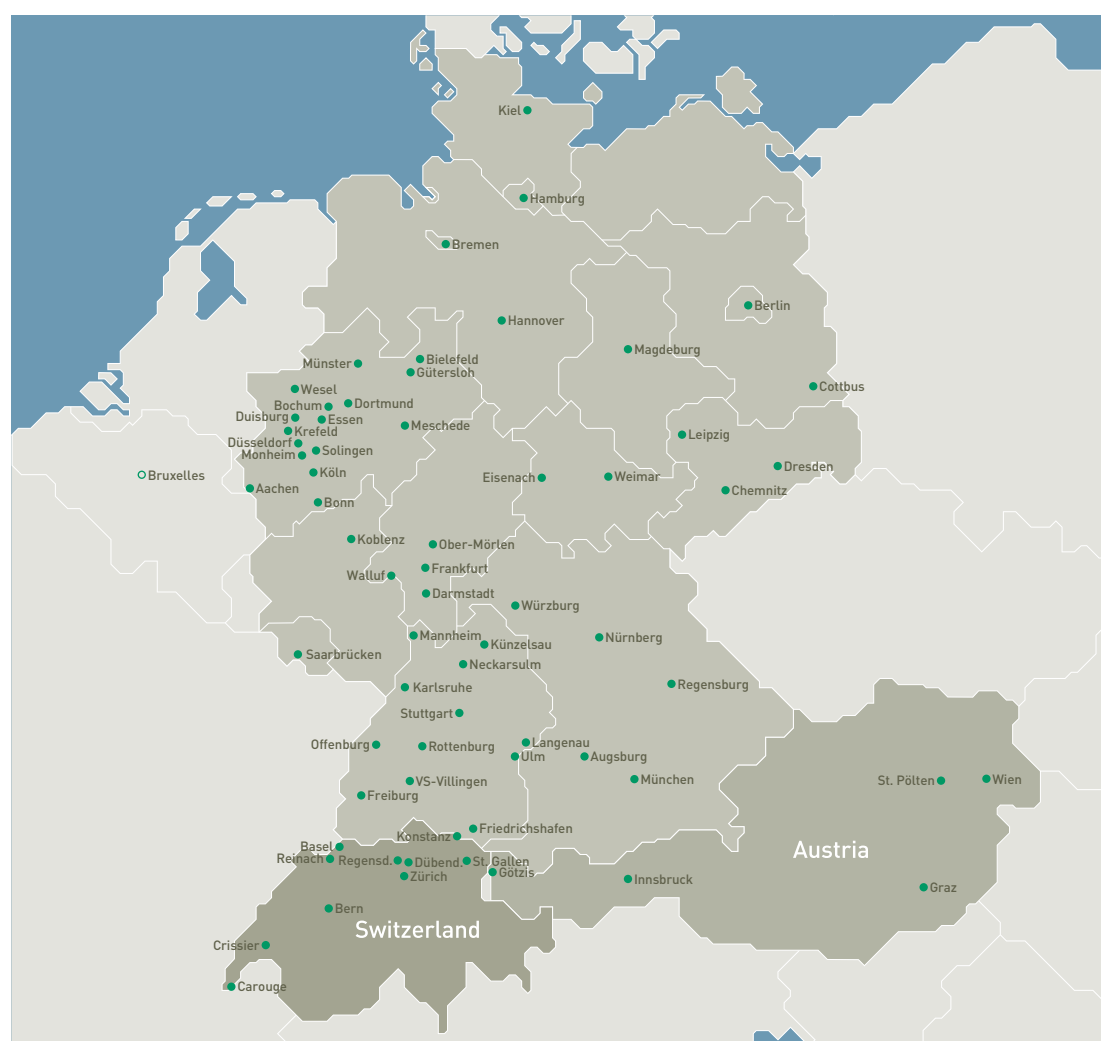 Kiel
Hamburg
Bremen
Berlin
Hannover
Magdeburg
Bielefeld
Münster
Gütersloh
Cottbus
Wesel
Dortmund
Bochum
Duisburg
Essen
Meschede
Krefeld
Leipzig
Düsseldorf
Solingen
Monheim
Dresden
Köln
Bruxelles
Eisenach
Weimar
Aachen
Chemnitz
Bonn
Koblenz
Ober-Mörlen
Frankfurt
Walluf
Darmstadt
Würzburg
Mannheim
Nürnberg
Künzelsau
Saarbrücken
Neckarsulm
Regensburg
Karlsruhe
Stuttgart
Langenau
Offenburg
Rottenburg
Ulm
Augsburg
München
St. Pölten
Wien
VS-Villingen
Freiburg
Friedrichshafen
Konstanz
Basel
Austria
Reinach
Regensd.
Dübend.
St. Gallen
Götzis
Zürich
Innsbruck
Graz
Bern
Switzerland
Crissier
Carouge